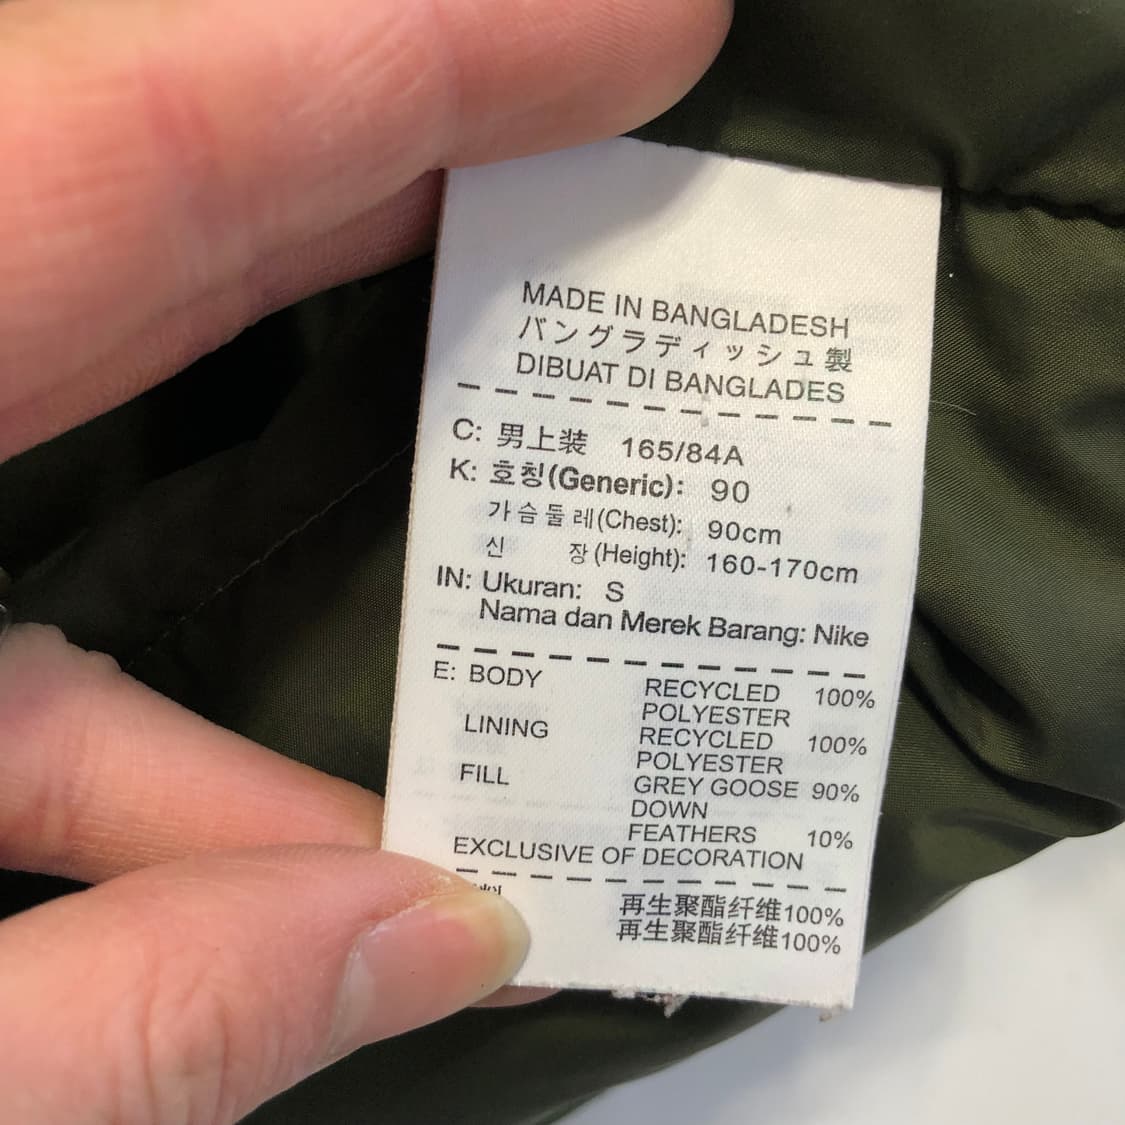 MADE IN BANGLADESH
バングラディッシュ製
DIBUAT DI BANGLADES
C: 男上装 165/84A
K: 호칭(Generic): 90
가슴둘레(Chest): 90cm
신 장(Height): 160-170cm
IN: Ukuran: S
Nama dan Merek Barang: Nike
E: BODY RECYCLED 100%
POLYESTER
LINING RECYCLED 100%
POLYESTER
FILL GREY GOOSE 90%
DOWN
FEATHERS 10%
EXCLUSIVE OF DECORATION
再生聚酯纤维100%
再生聚酯纤维100%